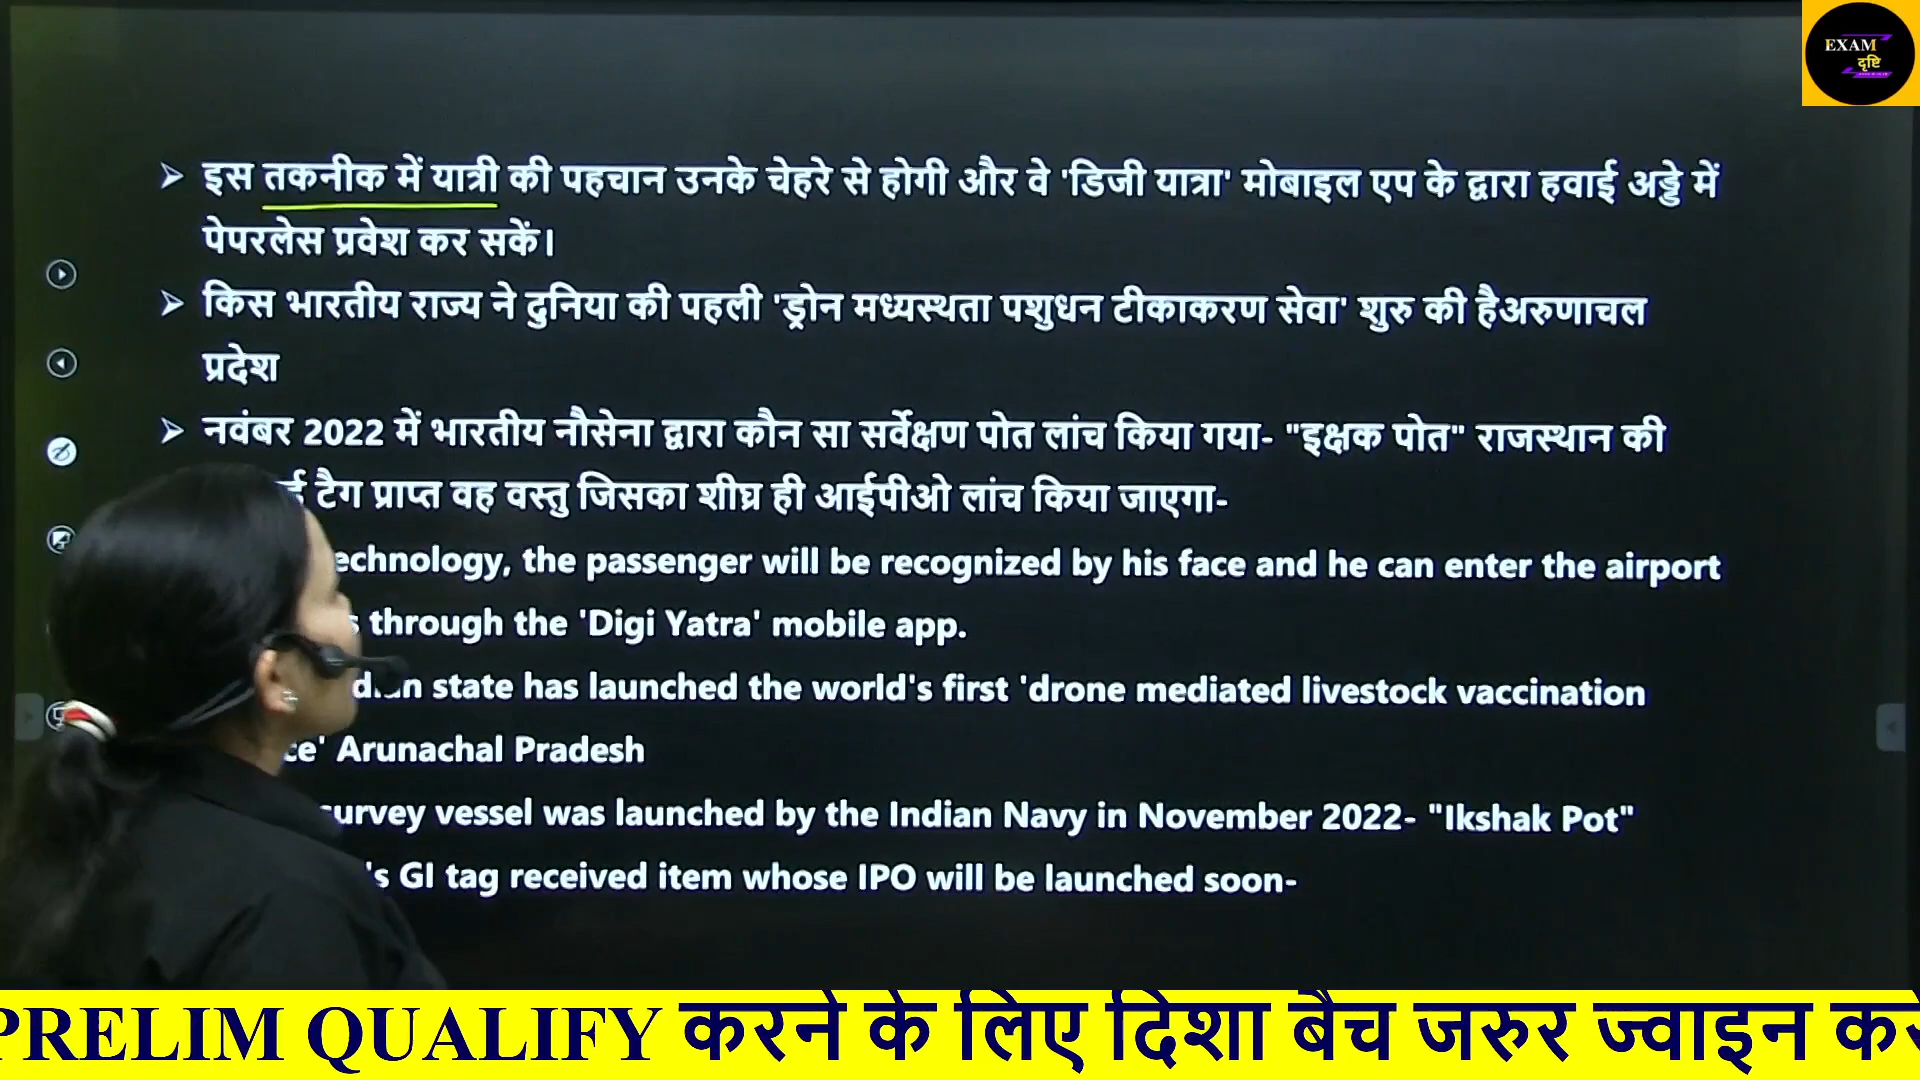 EXAM
दृष्टि
इस तकनीक में यात्री की पहचान उनके चेहरे से होगी और वे 'डिजी यात्रा' मोबाइल एप के द्वारा हवाई अड्डे में
पेपरलेस प्रवेश कर सकें।
किस भारतीय राज्य ने दुनिया की पहली 'ड्रोन मध्यस्थता पशुधन टीकाकरण सेवा' शुरु की हैअरुणाचल
प्रदेश
नवंबर 2022 में भारतीय नौसेना द्वारा कौन सा सर्वेक्षण पोत लांच किया गया- "इक्षक पोत" राजस्थान की
टैग प्राप्त वह वस्तु जिसका शीघ्र ही आईपीओ लांच किया जाएगा-
echnology, the passenger will be recognized by his face and he can enter the airport
s through the 'Digi Yatra' mobile app.
state has launched the world's first 'drone mediated livestock vaccination
ce' Arunachal Pradesh
survey vessel was launched by the Indian Navy in November 2022- "Ikshak Pot"
's GI tag received item whose IPO will be launched soon-
PRELIM QUALIFY करने के लिए दिशा बैच जरुर ज्वाइन